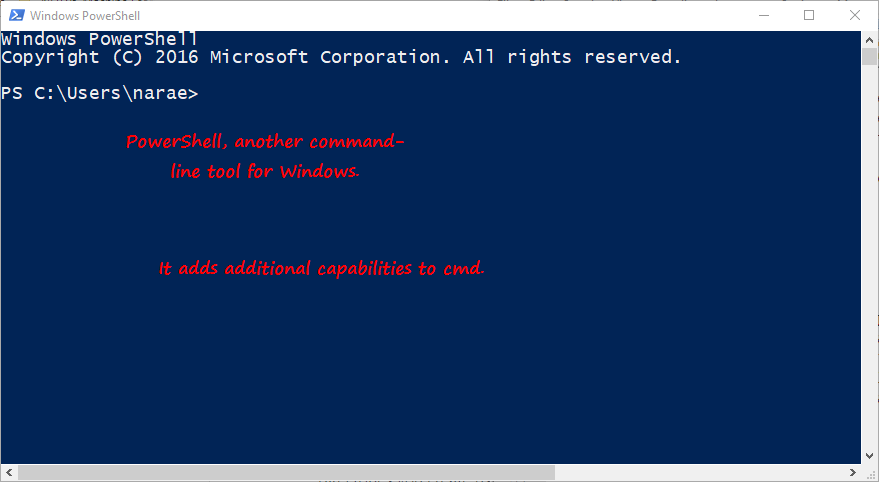 Windows PowerShell
Windows PowerShell
Copyright (C) 2016 Microsoft Corporation. All rights reserved.
PS C:\Users\narae>
PowerShell, another command-
line tool for Windows.
It adds additional capabilities to cmd.